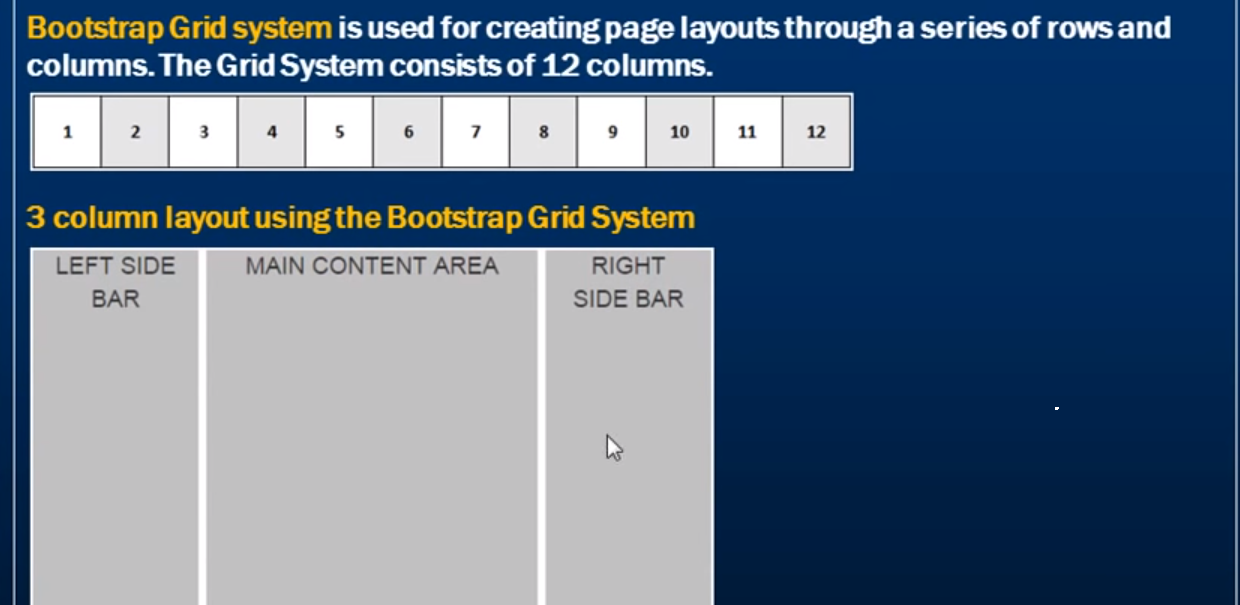 Bootstrap Grid system is used for creating page layouts through a series of rows and
columns. The Grid System consists of 12 columns.
1 2 3 4 5 6 7 8 9 10 11 12
3 column layout using the Bootstrap Grid System
LEFT SIDE
BAR
MAIN CONTENT AREA
RIGHT
SIDE BAR